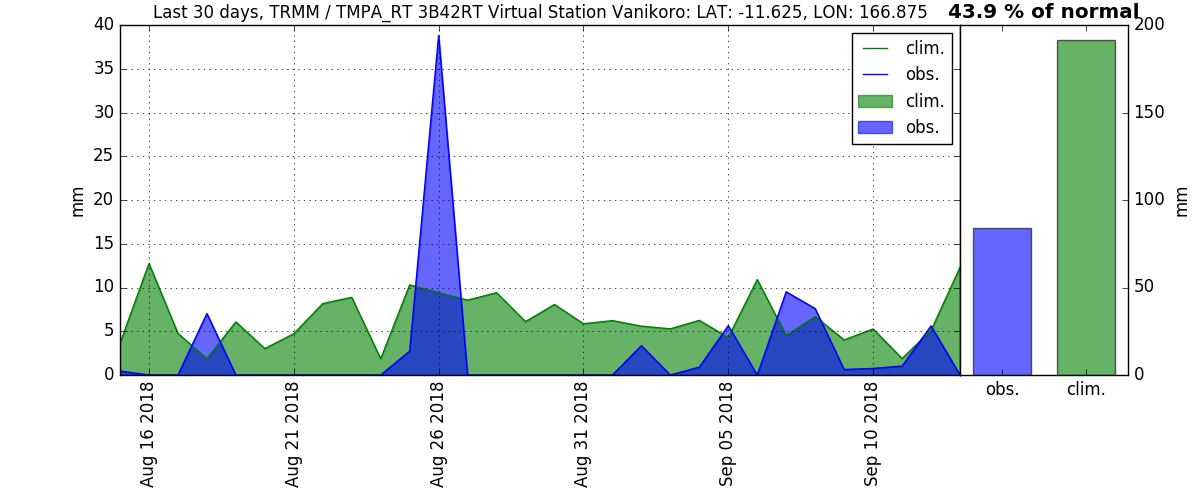 Last 30 days, TRMM / TMPA_RT 3B42RT Virtual Station Vanikoro: LAT: -11.625, LON: 166.875
43.9 % of normal
40
35
30
25
20
15
10
5
0
mm
clim.
obs.
clim.
obs.
Aug 16 2018
Aug 21 2018
Aug 26 2018
Aug 31 2018
Sep 05 2018
Sep 10 2018
200
150
100
50
0
mm
obs.
clim.